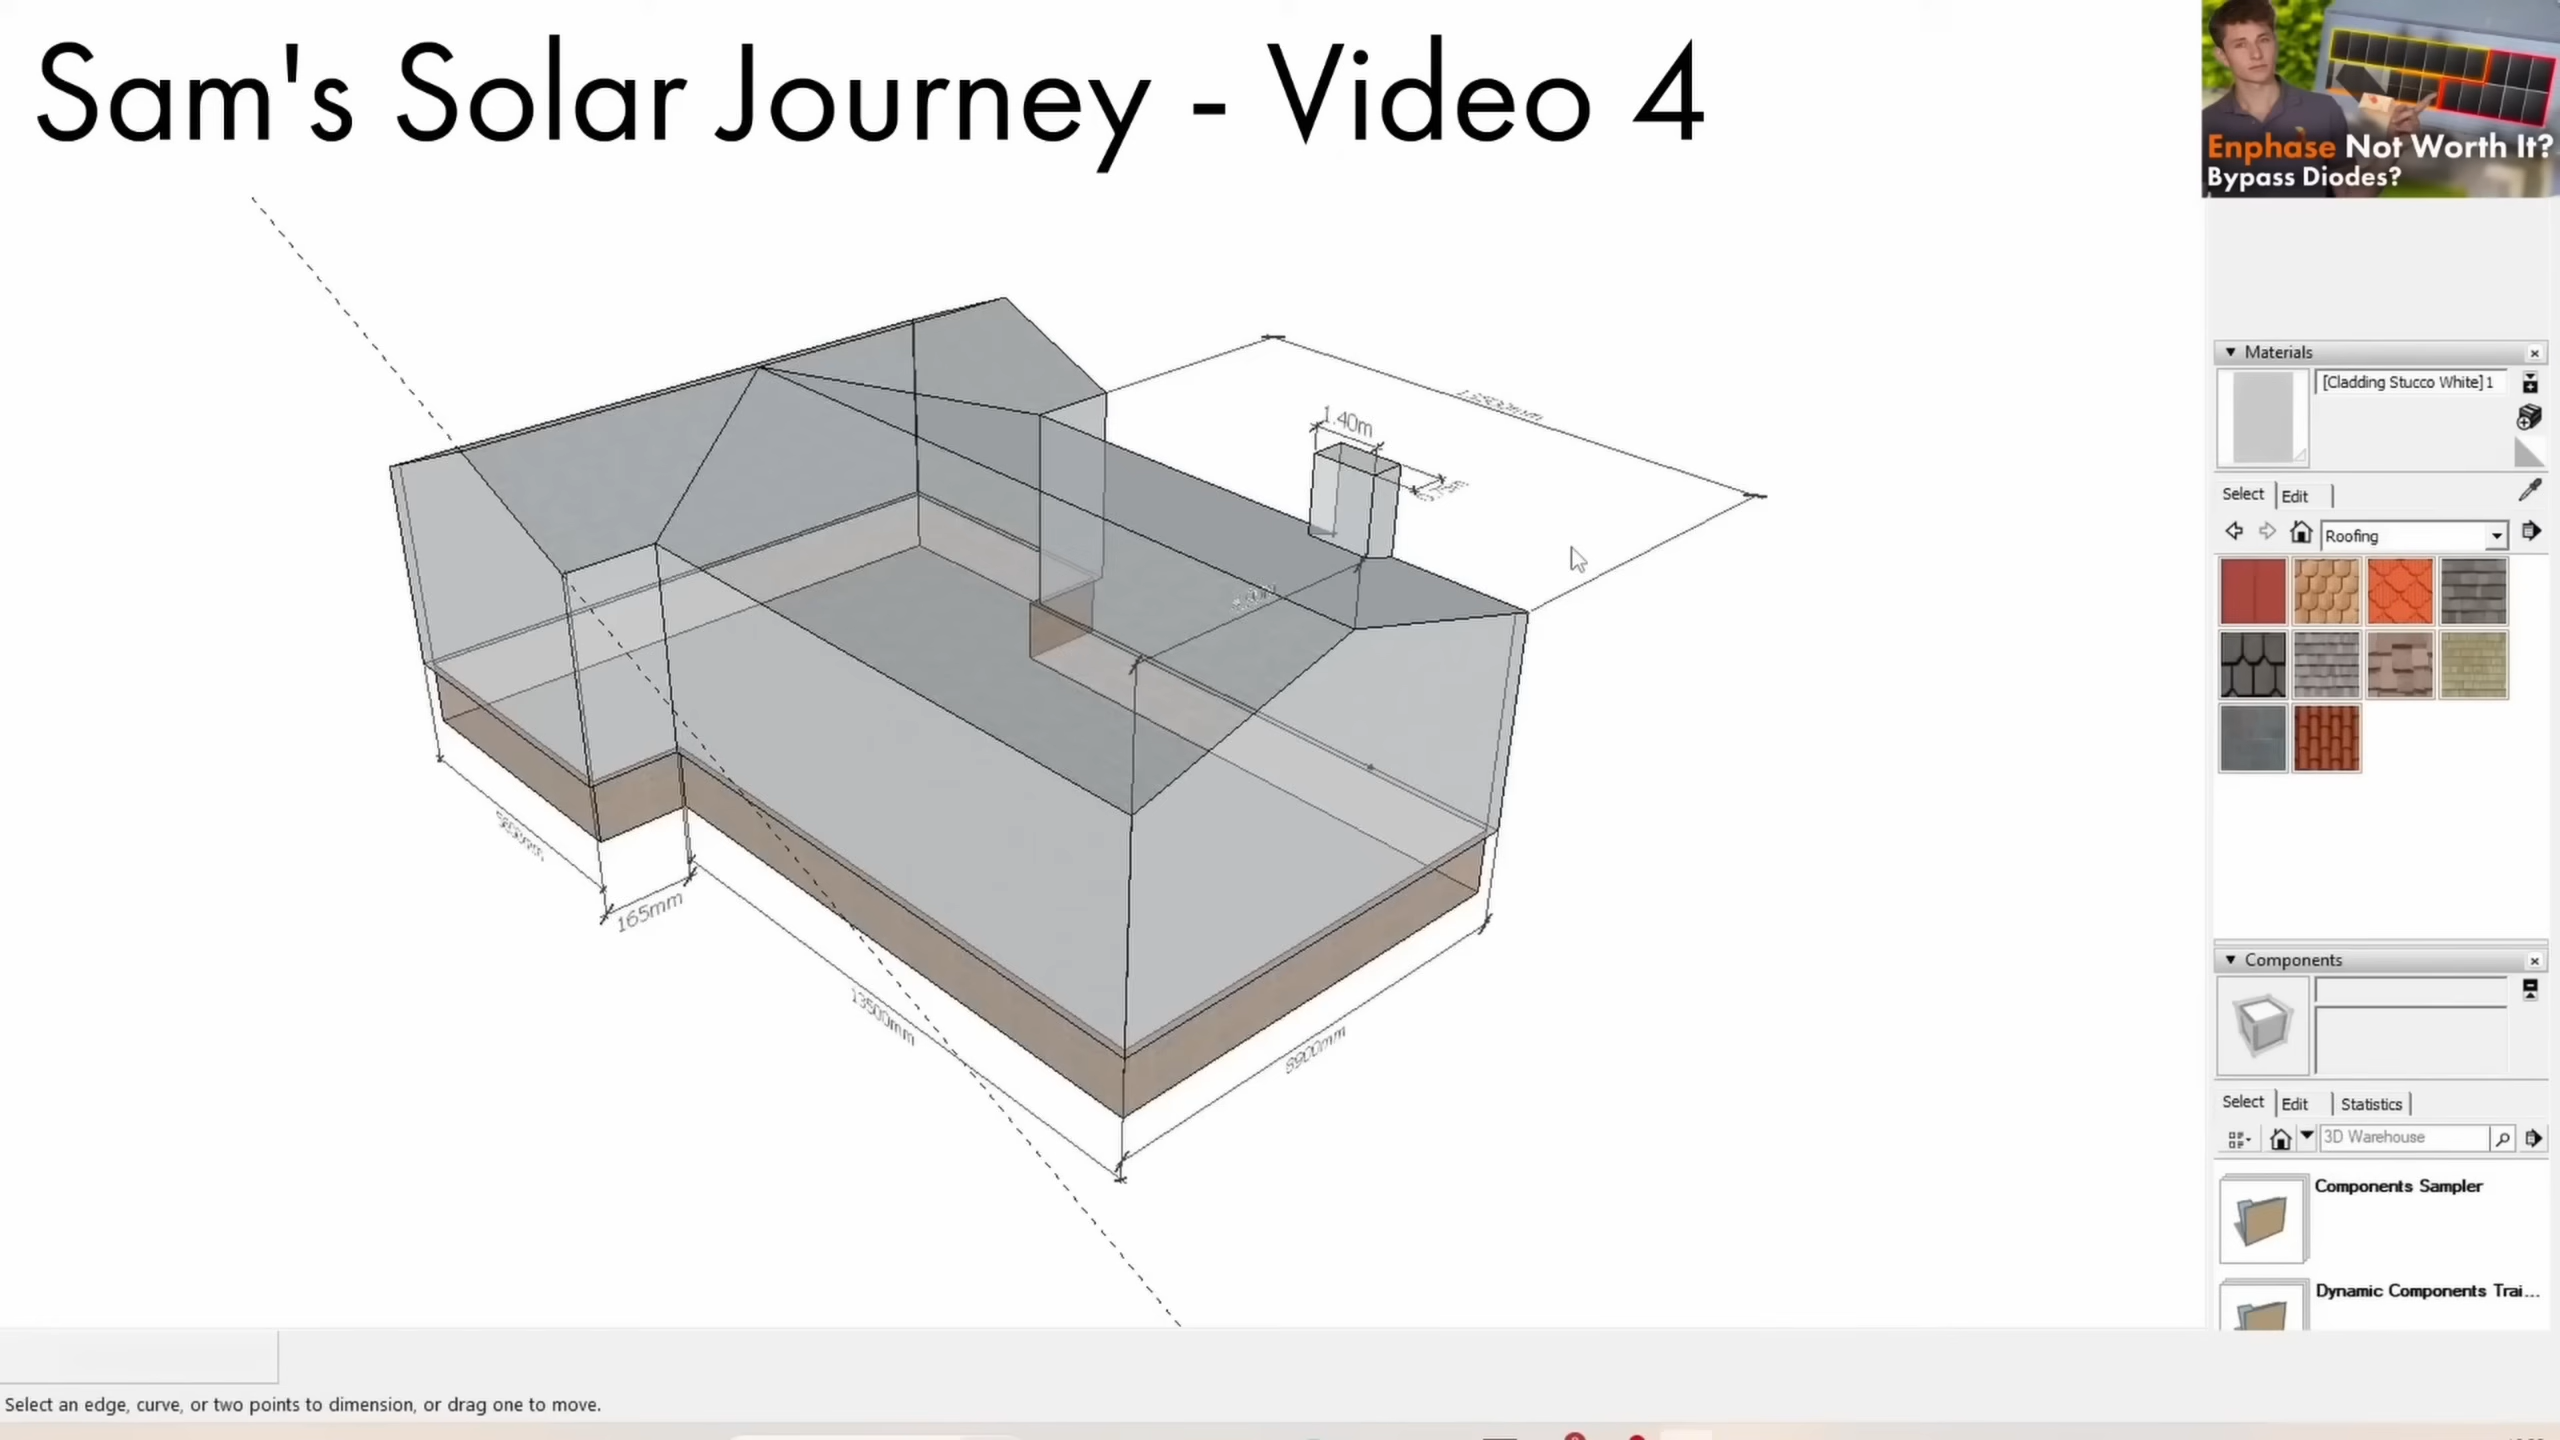 Sam's Solar Journey - Video 4
Enphase Not Worth It?
Bypass Diodes?
Materials
[Cladding Stucco White]1
Select
Edit
Roofing
1.40m
165mm
13500mm
8900mm
Components
Select
Edit
Statistics
3D Warehouse
Components Sampler
Dynamic Components Trai...
Select an edge, curve, or two points to dimension, or drag one to move.